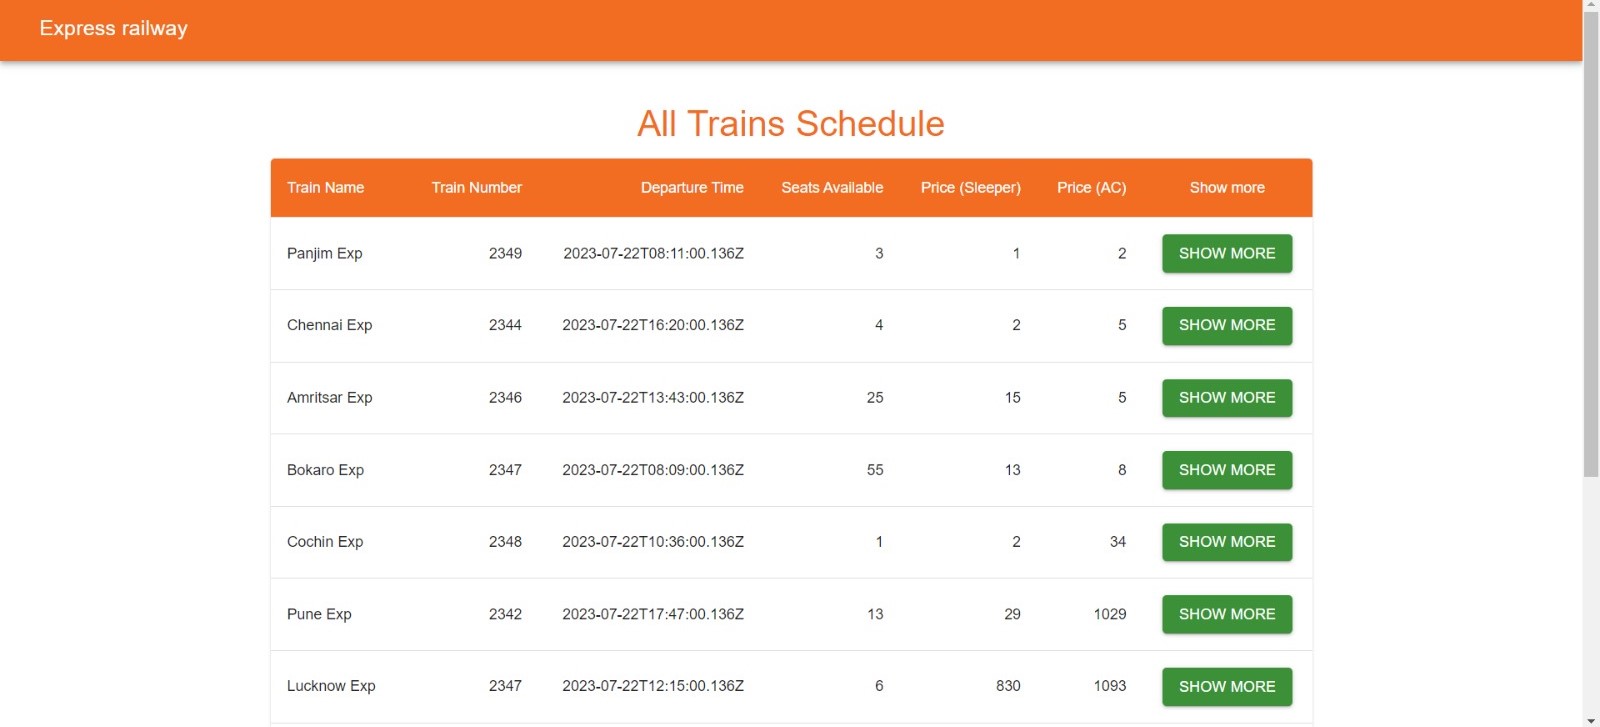 Express railway
All Trains Schedule
Train Name Train Number Departure Time Seats Available Price (Sleeper) Price (AC) Show more
Panjim Exp 2349 2023-07-22T08:11:00.136Z 3 1 2 SHOW MORE
Chennai Exp 2344 2023-07-22T16:20:00.136Z 4 2 5 SHOW MORE
Amritsar Exp 2346 2023-07-22T13:43:00.136Z 25 15 5 SHOW MORE
Bokaro Exp 2347 2023-07-22T08:09:00.136Z 55 13 8 SHOW MORE
Cochin Exp 2348 2023-07-22T10:36:00.136Z 1 2 34 SHOW MORE
Pune Exp 2342 2023-07-22T17:47:00.136Z 13 29 1029 SHOW MORE
Lucknow Exp 2347 2023-07-22T12:15:00.136Z 6 830 1093 SHOW MORE